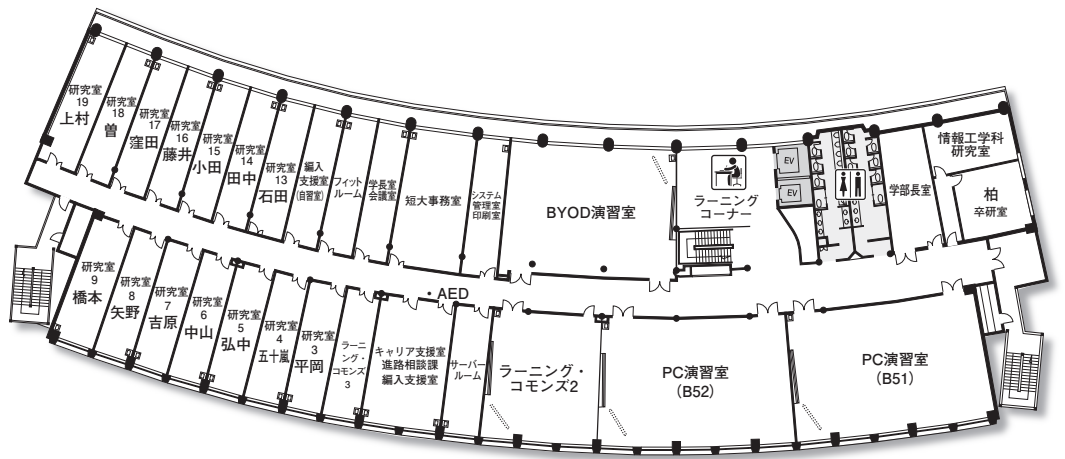 研究室
19
上村
研究室
18
曽
研究室
17
窪田
研究室
16
藤井
研究室
15
小田
研究室
14
田中
研究室
13
石田
編入
支援室
(自習室)
フィット
ルーム
学長室
会議室
短大事務室
システム
管理室
印刷室
BYOD演習室
ラーニング
コーナー
EV
EV
学部長室
情報工学科
研究室
柏
卒研室
・AED
研究室
9
橋本
研究室
8
矢野
研究室
7
吉原
研究室
6
中山
研究室
5
弘中
研究室
4
五十嵐
研究室
3
平岡
ラーニ
ング・
コモンズ
3
キャリア支援室
進路相談課
編入支援室
サーバー
ルーム
ラーニング・
コモンズ2
PC演習室
(B52)
PC演習室
(B51)